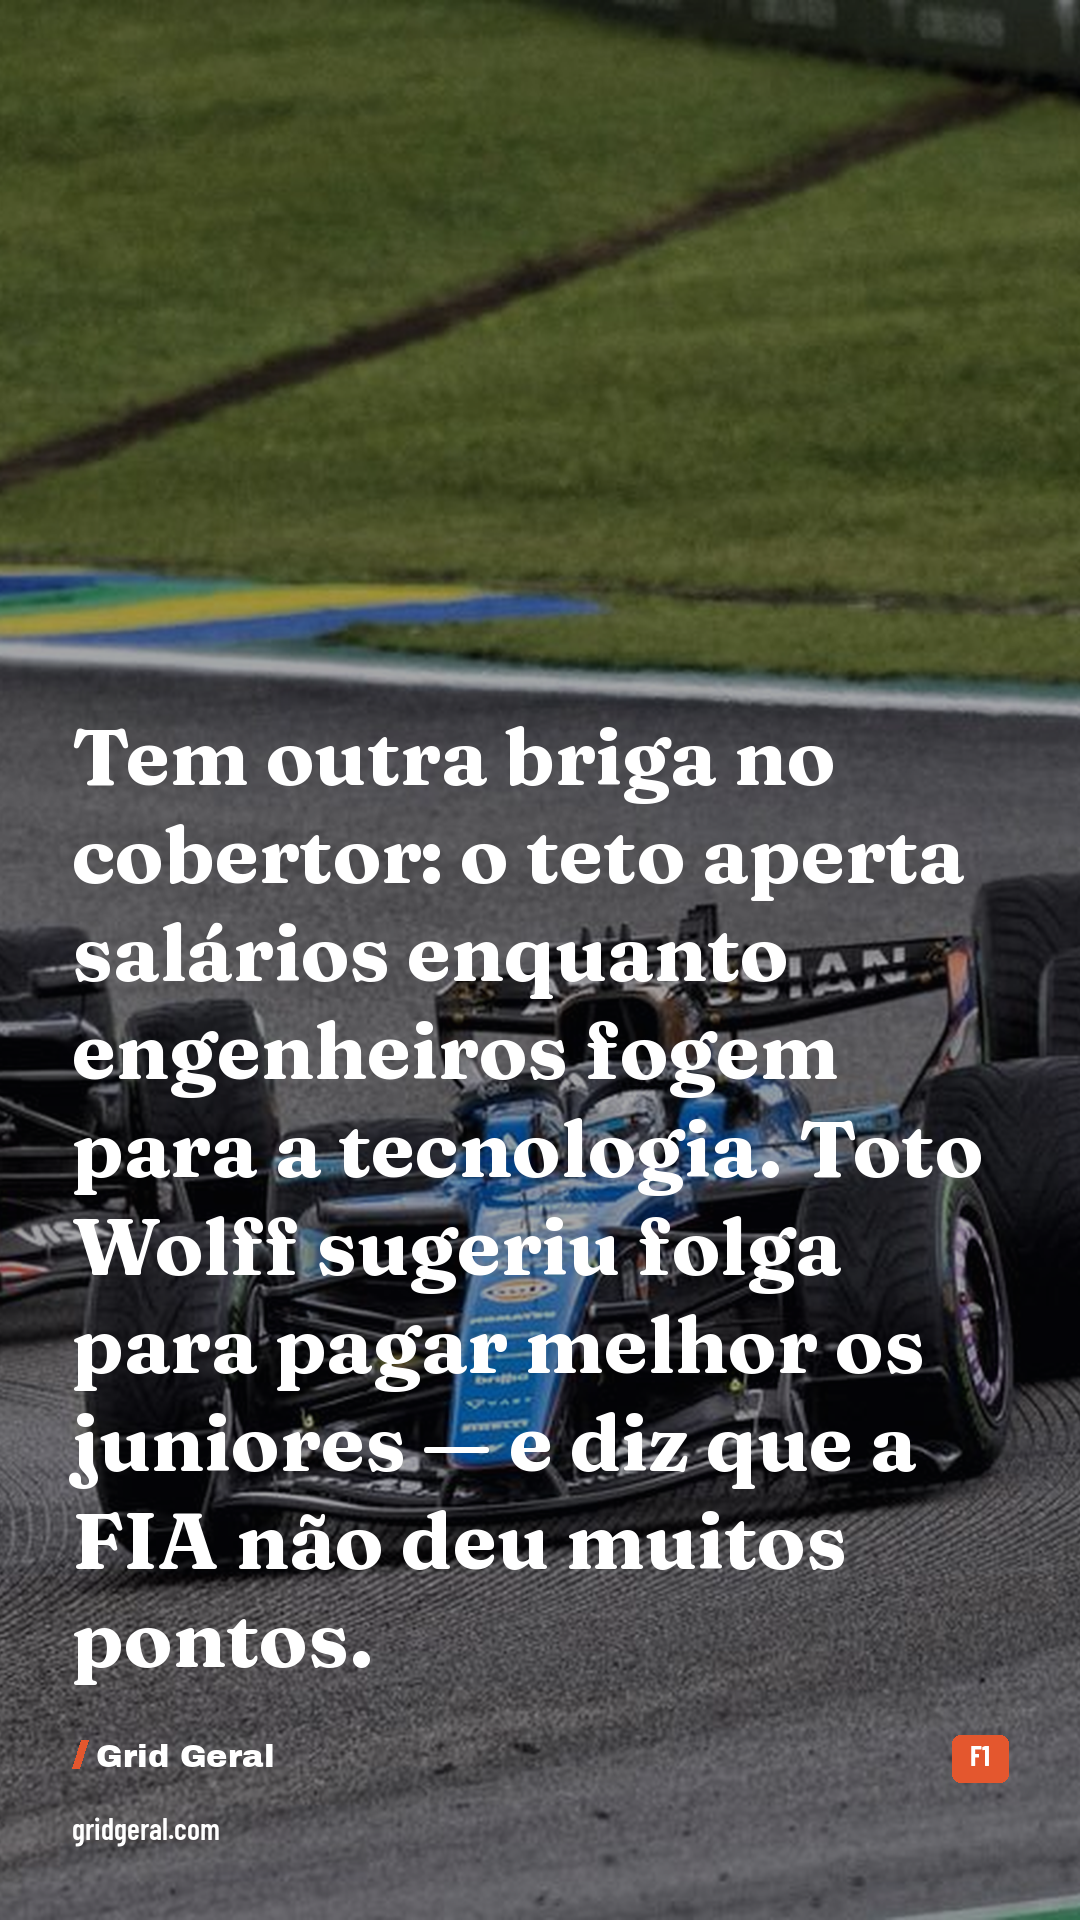 Tem outra briga no
cobertor: o teto aperta
salários enquanto
engenheiros fogem
para a tecnologia. Toto
Wolff sugeriu folga
para pagar melhor os
juniores — e diz que a
FIA não deu muitos
pontos.
/ Grid Geral
F1
gridgeral.com
KOMATSU